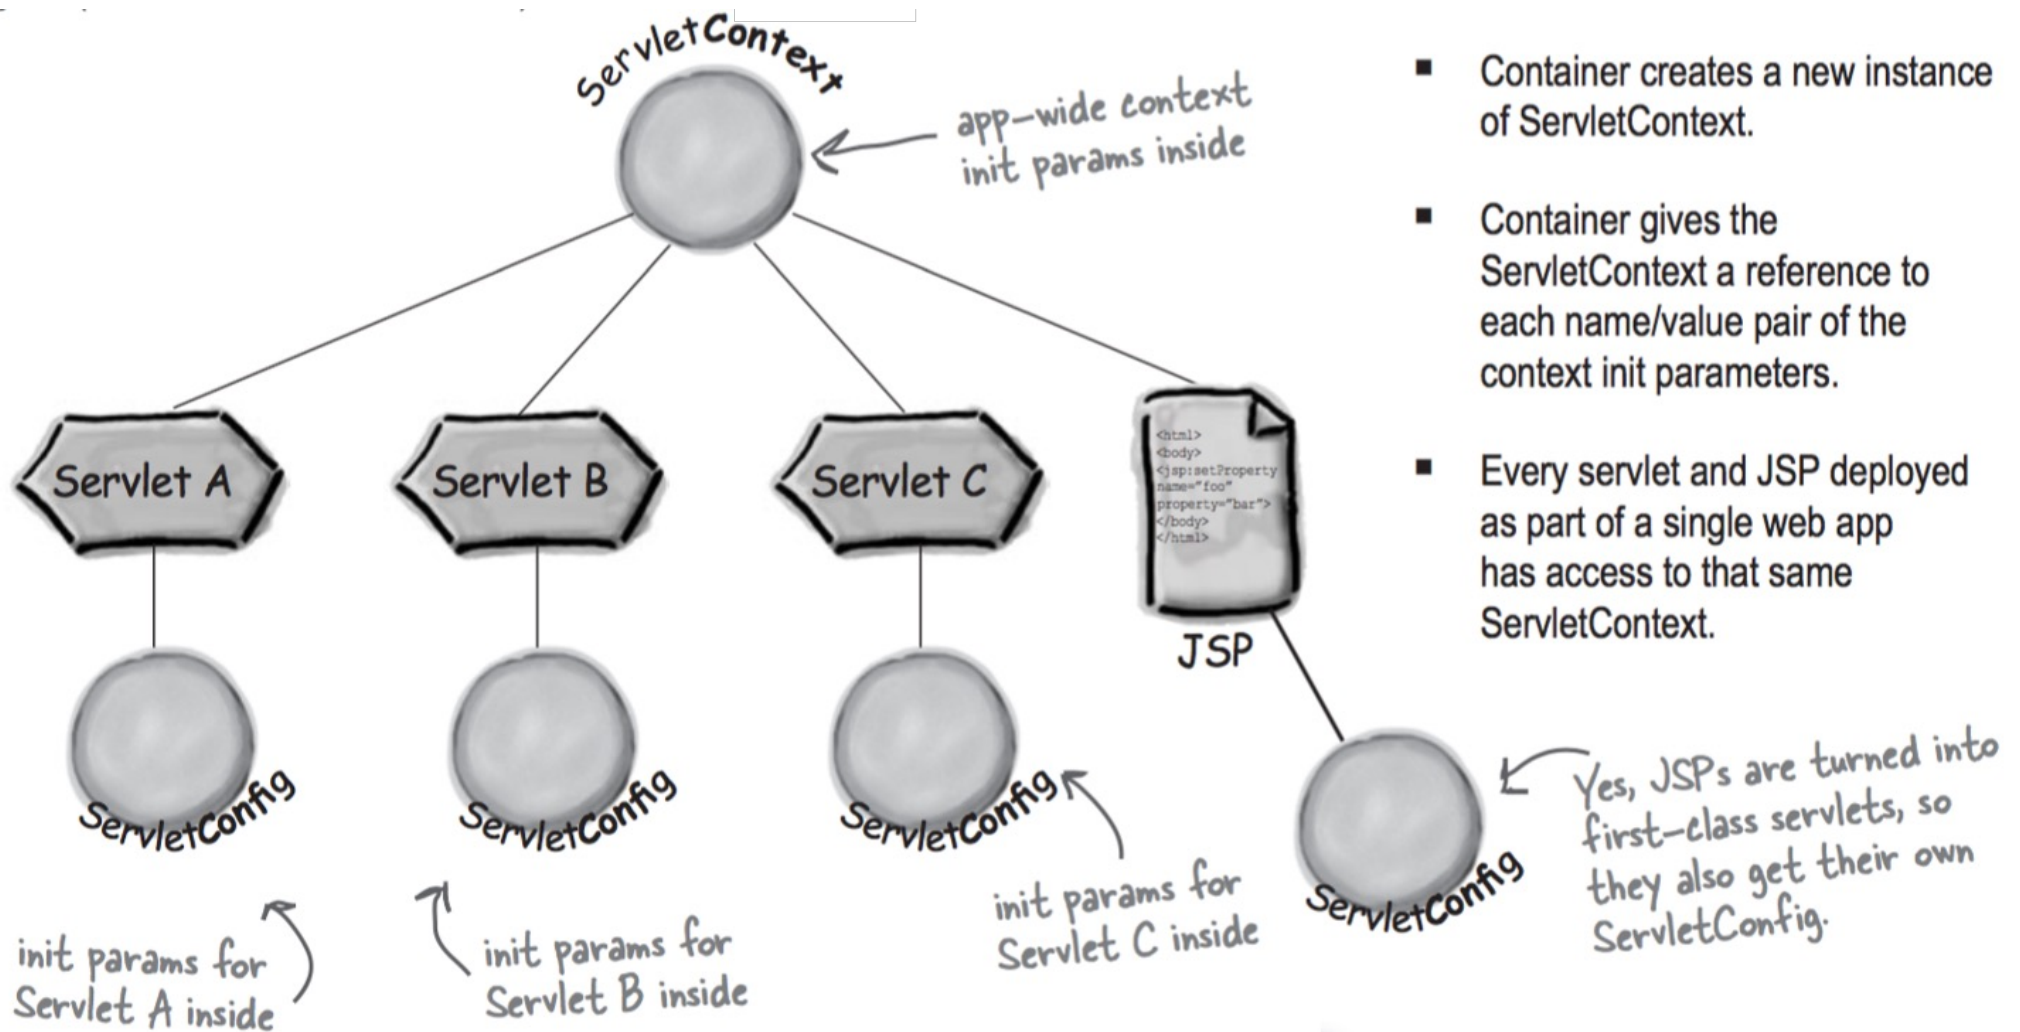 ServletContext
app-wide context
init params inside
Servlet A
Servlet B
Servlet C
<html>
<body>
<jsp:setProperty
name="foo"
property="bar">
</body>
</html>
JSP
ServletConfig
ServletConfig
ServletConfig
ServletConfig
init params for
Servlet A inside
init params for
Servlet B inside
init params for
Servlet C inside
Yes, JSPs are turned into
first-class servlets, so
they also get their own
ServletConfig.
▪ Container creates a new instance
of ServletContext.
▪ Container gives the
ServletContext a reference to
each name/value pair of the
context init parameters.
▪ Every servlet and JSP deployed
as part of a single web app
has access to that same
ServletContext.